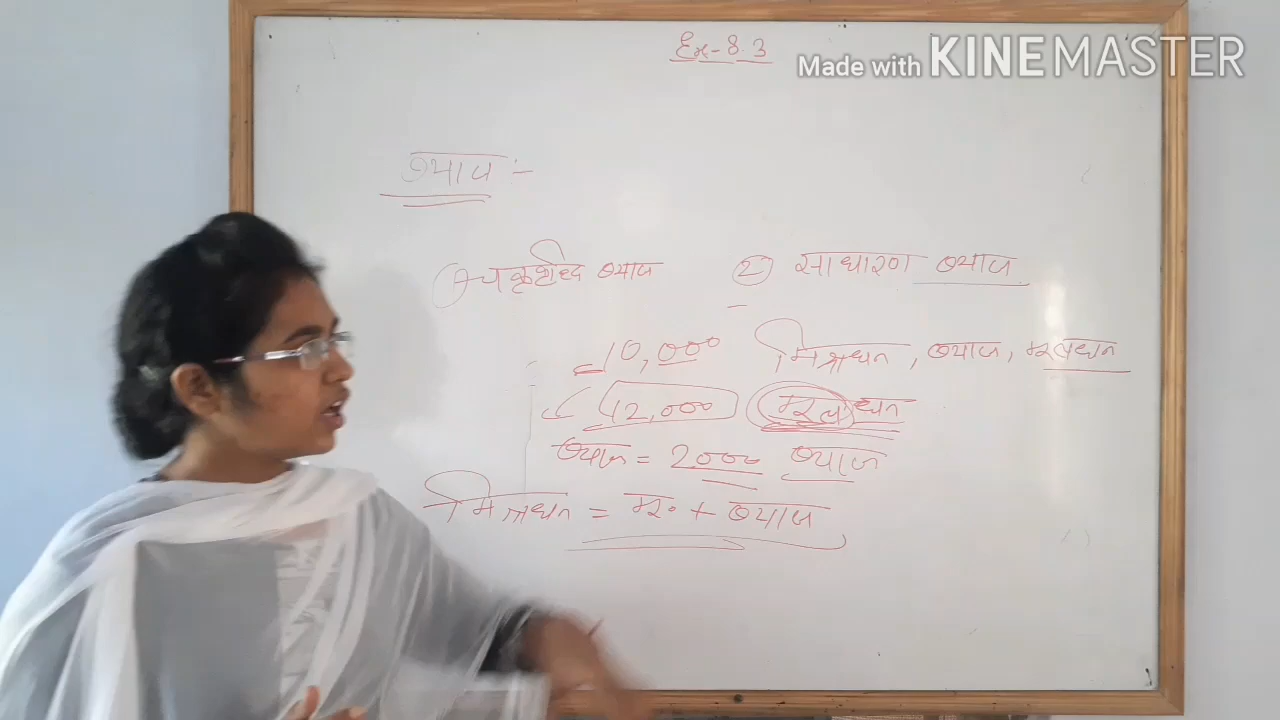 Ex-8.3
Made with KINEMASTER
ब्याज :-
1) चक्रवृद्धि ब्याज 2) साधारण ब्याज
10,000 मिश्रधन, ब्याज, मूलधन
12,000 मूलधन
ब्याज = 2000 ब्याज
मिश्रधन = मू० + ब्याज